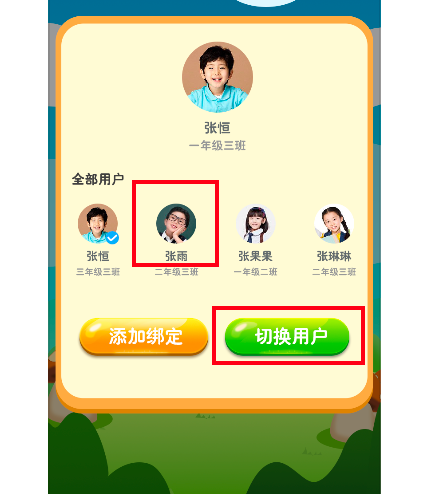 张恒
一年级三班
全部用户
张恒 张雨 张果果 张琳琳
三年级三班 二年级三班 一年级二班 二年级三班
添加绑定 切换用户